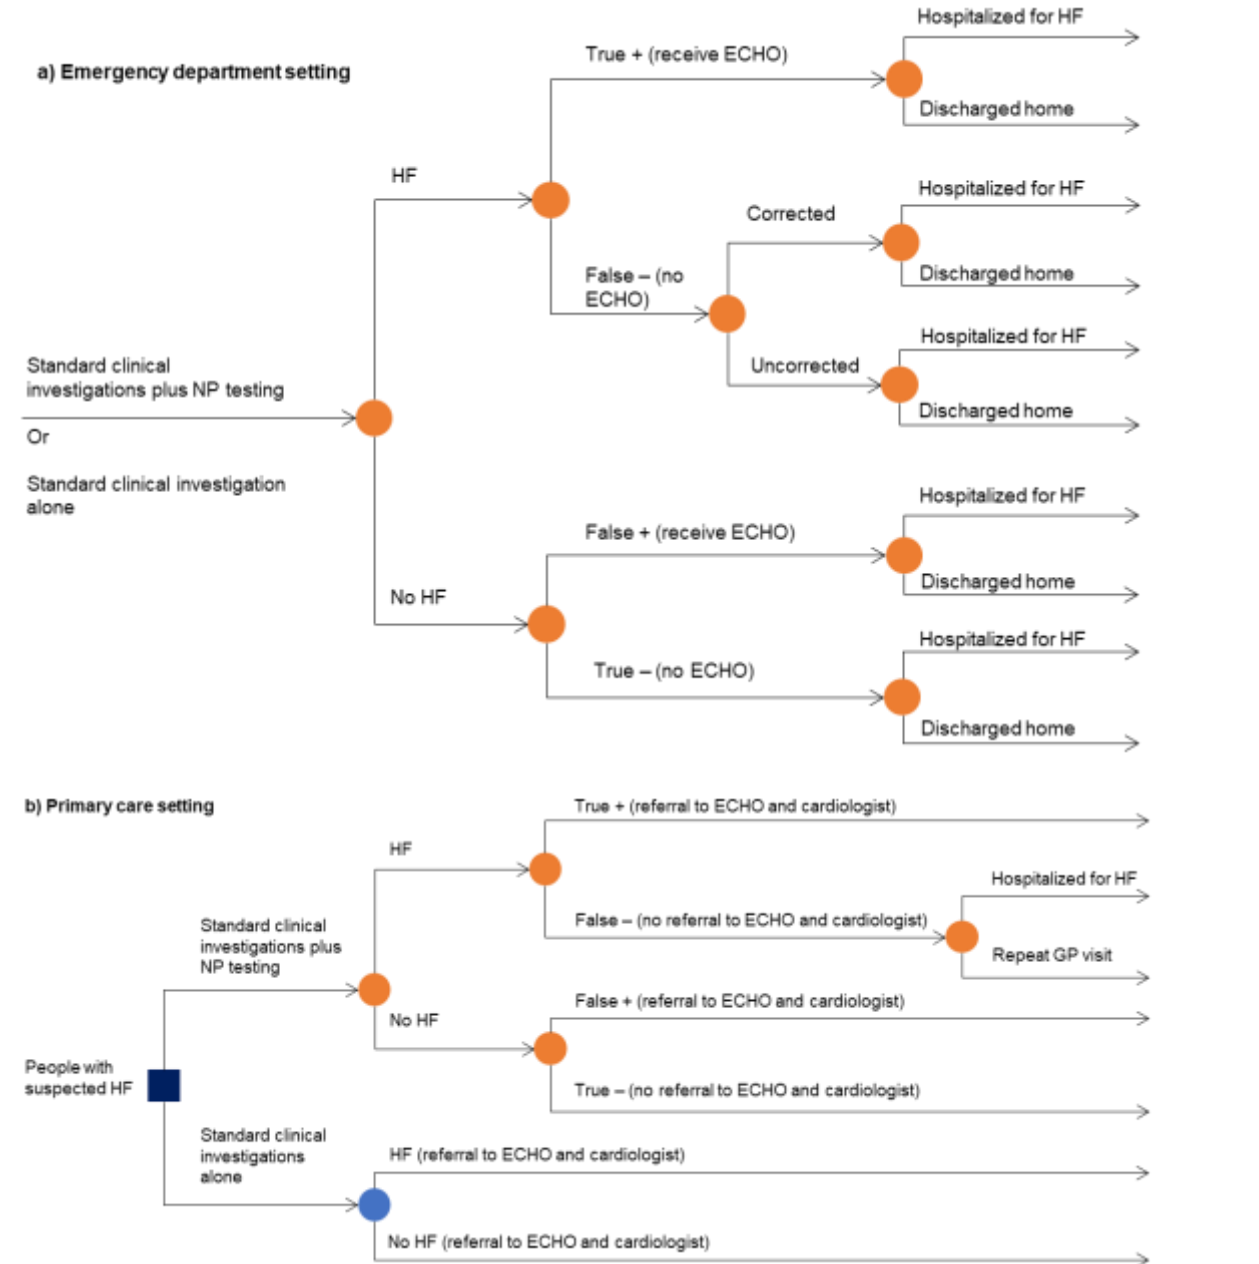 a) Emergency department setting
Hospitalized for HF
True + (receive ECHO)
Discharged home
HF
Hospitalized for HF
Corrected
Discharged home
False – (no
ECHO)
Hospitalized for HF
Uncorrected
Discharged home
Standard clinical
investigations plus NP testing
Or
Standard clinical investigation
alone
Hospitalized for HF
False + (receive ECHO)
Discharged home
No HF
Hospitalized for HF
True – (no ECHO)
Discharged home
b) Primary care setting
True + (referral to ECHO and cardiologist)
HF
Hospitalized for HF
False – (no referral to ECHO and cardiologist)
Repeat GP visit
Standard clinical
investigations plus
NP testing
False + (referral to ECHO and cardiologist)
No HF
True – (no referral to ECHO and cardiologist)
People with
suspected HF
Standard clinical
investigations
alone
HF (referral to ECHO and cardiologist)
No HF (referral to ECHO and cardiologist)